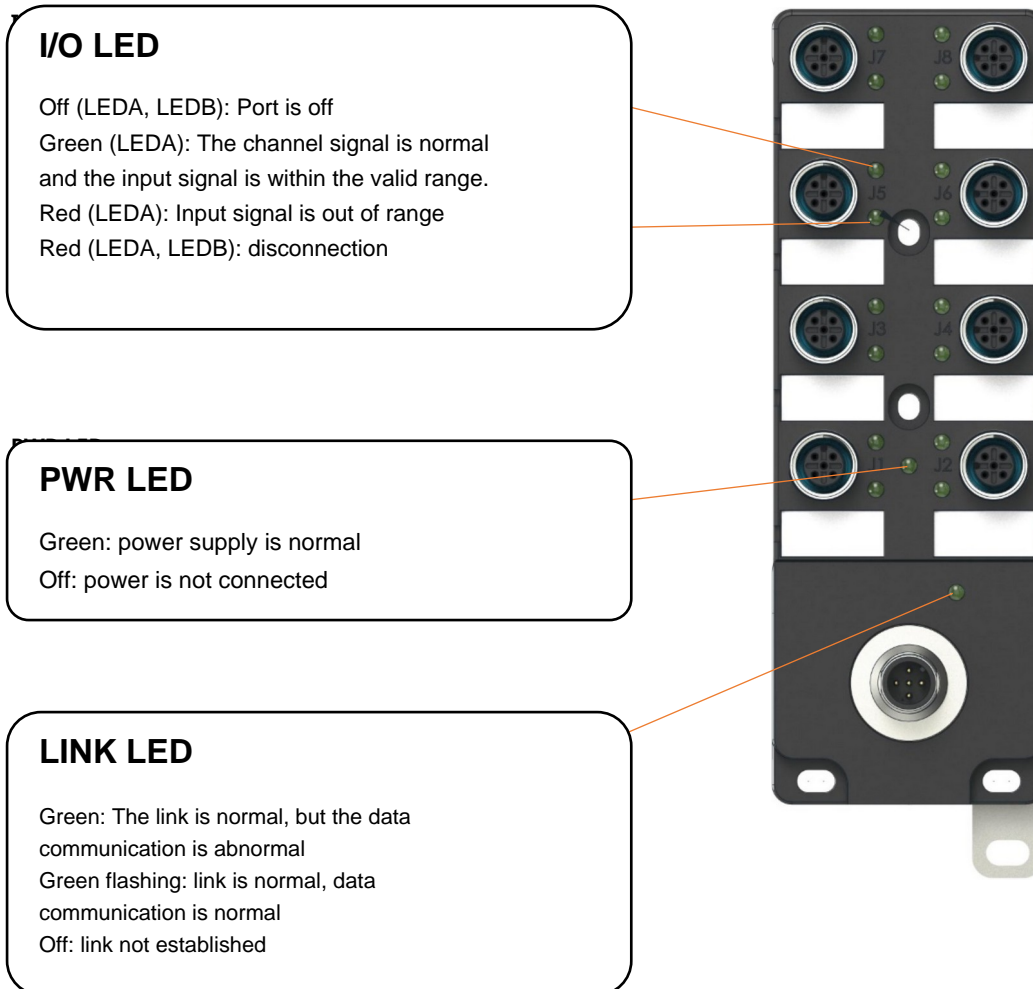 I/O LED
Off (LEDA, LEDB): Port is off
Green (LEDA): The channel signal is normal
and the input signal is within the valid range.
Red (LEDA): Input signal is out of range
Red (LEDA, LEDB): disconnection
J7
J8
J5
J6
J3
J4
PWR LED
Green: power supply is normal
Off: power is not connected
J1
J2
LINK LED
Green: The link is normal, but the data
communication is abnormal
Green flashing: link is normal, data
communication is normal
Off: link not established